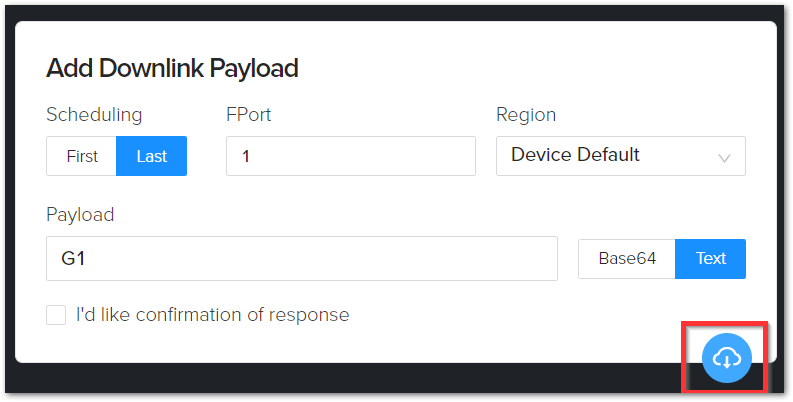 Add Downlink Payload
Scheduling FPort Region
First Last 1 Device Default
Payload
G1 Base64 Text
I'd like confirmation of response